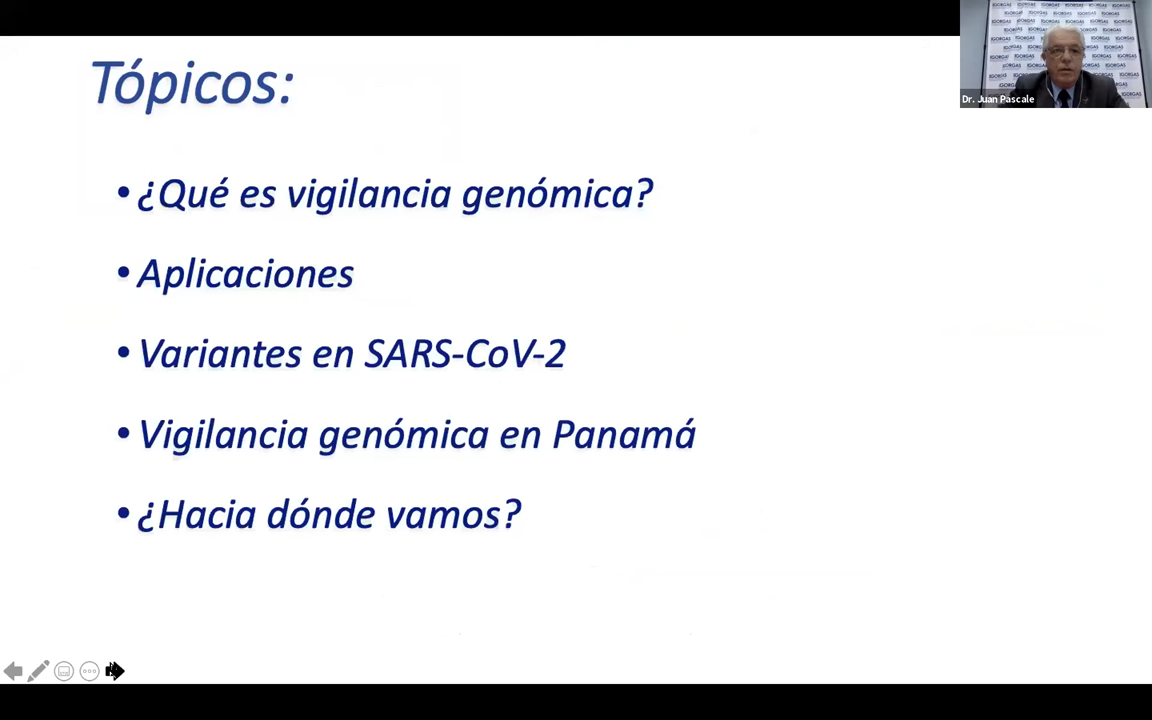 Tópicos:
• ¿Qué es vigilancia genómica?
• Aplicaciones
• Variantes en SARS-CoV-2
• Vigilancia genómica en Panamá
• ¿Hacia dónde vamos?
IGORGAS
Dr. Juan Pascale